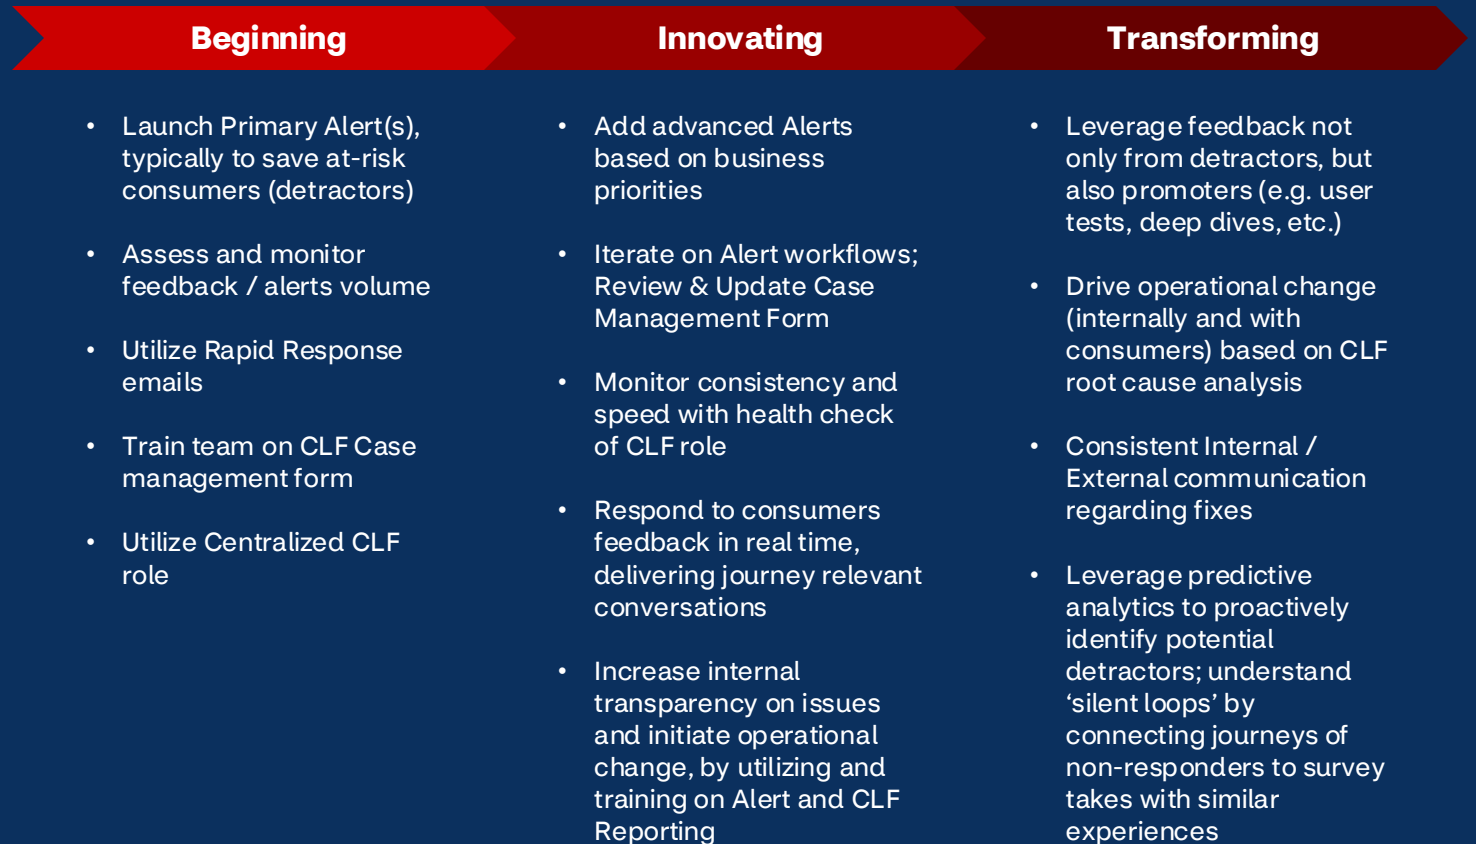 Beginning
Innovating
Transforming
• Launch Primary Alert(s),
typically to save at-risk
consumers (detractors)
• Assess and monitor
feedback / alerts volume
• Utilize Rapid Response
emails
• Train team on CLF Case
management form
• Utilize Centralized CLF
role
• Add advanced Alerts
based on business
priorities
• Iterate on Alert workflows;
Review & Update Case
Management Form
• Monitor consistency and
speed with health check
of CLF role
• Respond to consumers
feedback in real time,
delivering journey relevant
conversations
• Increase internal
transparency on issues
and initiate operational
change, by utilizing and
training on Alert and CLF
Reporting
• Leverage feedback not
only from detractors, but
also promoters (e.g. user
tests, deep dives, etc.)
• Drive operational change
(internally and with
consumers) based on CLF
root cause analysis
• Consistent Internal /
External communication
regarding fixes
• Leverage predictive
analytics to proactively
identify potential
detractors; understand
‘silent loops’ by
connecting journeys of
non-responders to survey
takes with similar
experiences